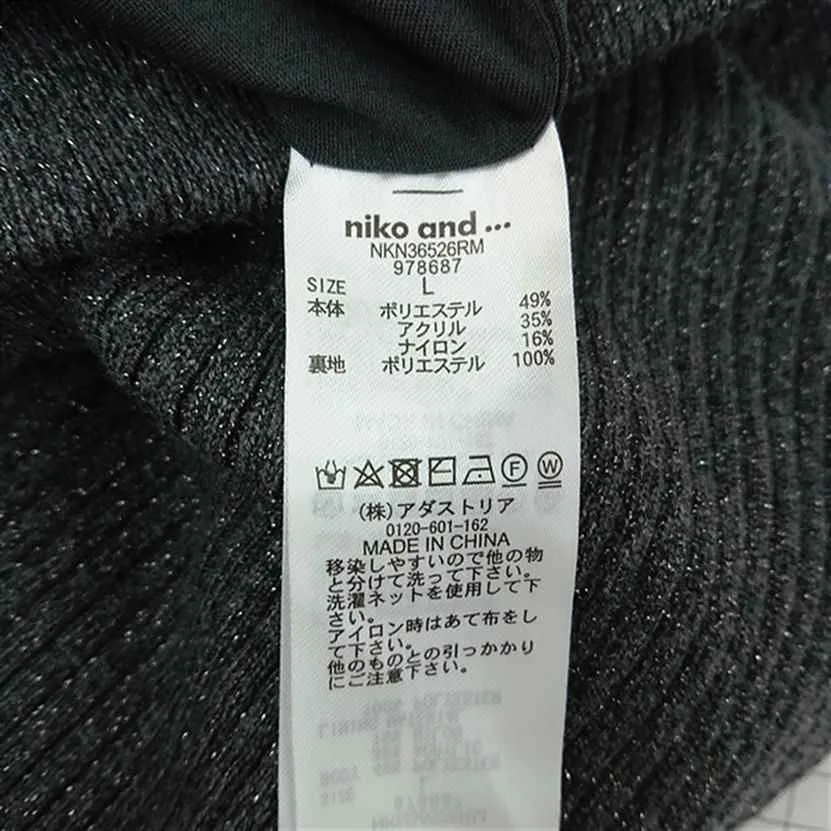 niko and ...
NKN36526RM
978687
SIZE L
本体 ポリエステル 49%
アクリル 35%
ナイロン 16%
裏地 ポリエステル 100%
F W
(株)アダストリア
0120-601-162
MADE IN CHINA
移染しやすいので他の物
と分けて洗って下さい。
洗濯ネットを使用して下
さい。
アイロン時はあて布をし
て下さい。
他のものとの引っかかり
にご注意下さい。